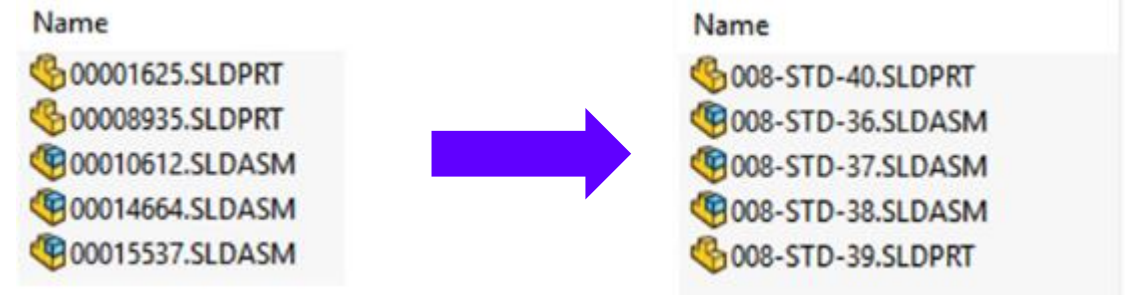 Name
00001625.SLDPRT
00008935.SLDPRT
00010612.SLDASM
00014664.SLDASM
00015537.SLDASM
Name
008-STD-40.SLDPRT
008-STD-36.SLDASM
008-STD-37.SLDASM
008-STD-38.SLDASM
008-STD-39.SLDPRT